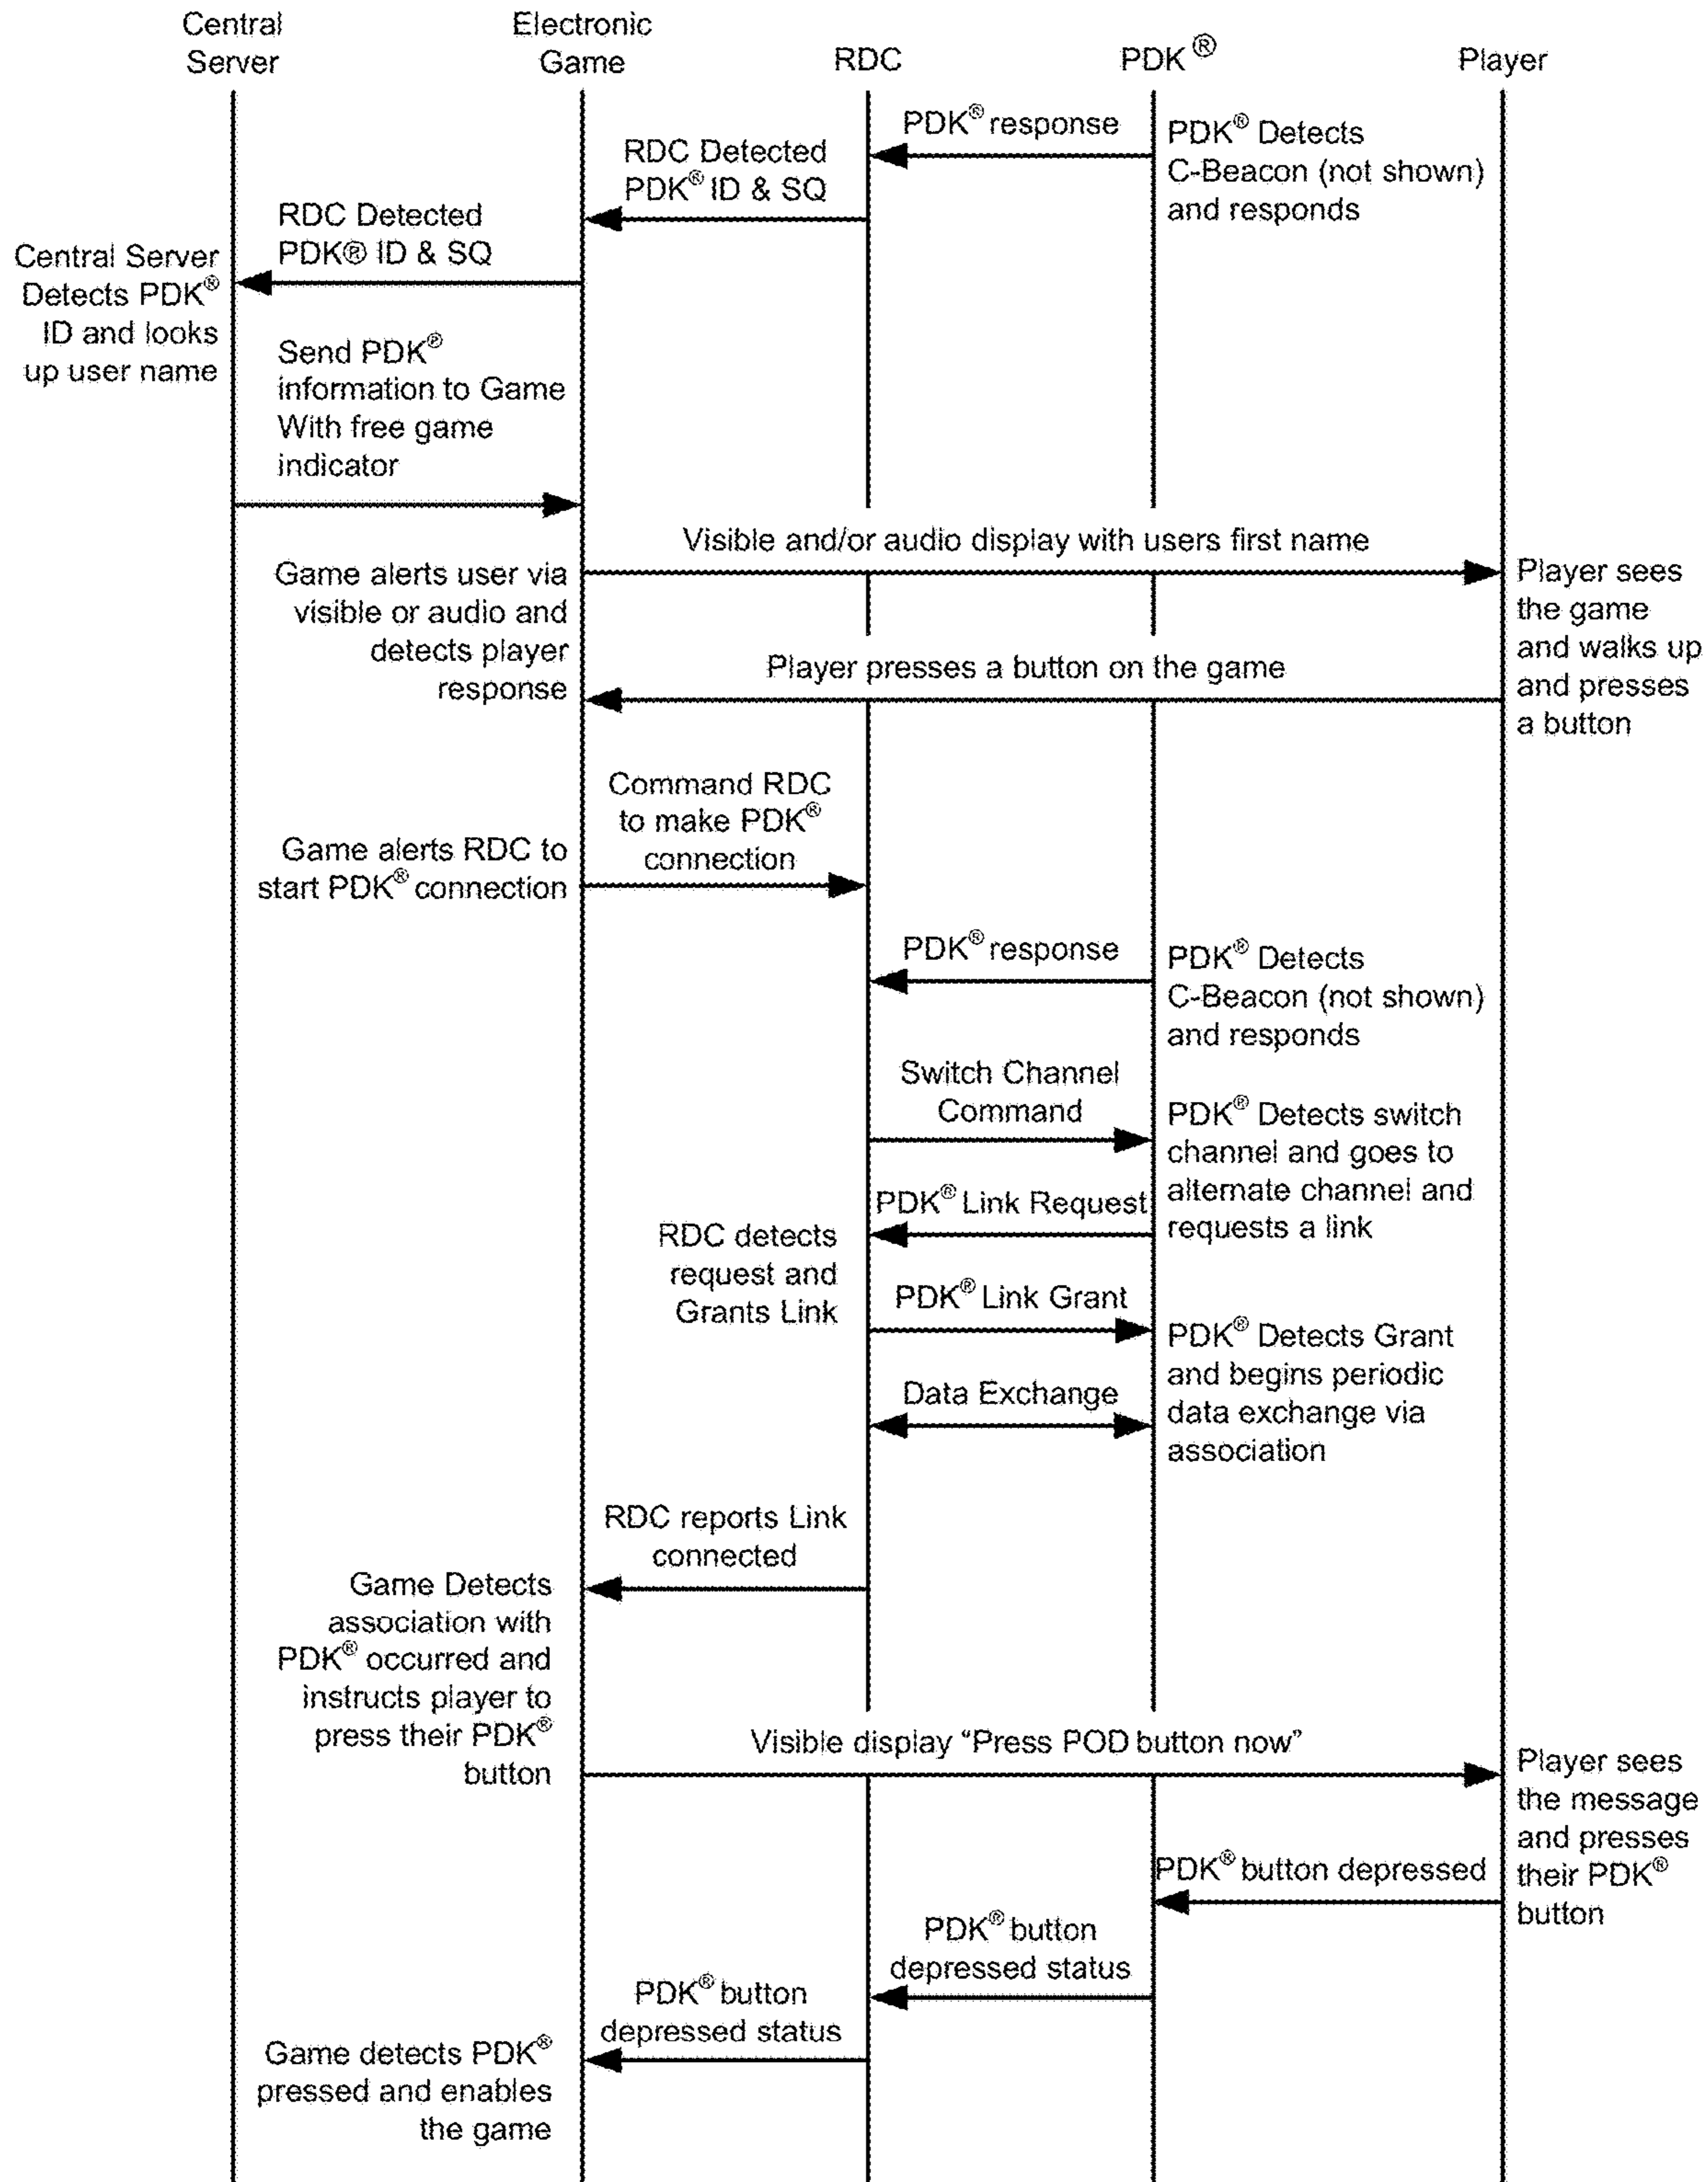 Central
Server
Electronic
Game
RDC
PDK®
Player
PDK® response
PDK® Detects
C-Beacon (not shown)
and responds
RDC Detected
PDK® ID & SQ
RDC Detected
PDK® ID & SQ
Central Server
Detects PDK®
ID and looks
up user name
Send PDK®
information to Game
With free game
indicator
Visible and/or audio display with users first name
Game alerts user via
visible or audio and
detects player
response
Player sees
the game
and walks up
and presses
a button
Player presses a button on the game
Command RDC
to make PDK®
connection
Game alerts RDC to
start PDK® connection
PDK® response
PDK® Detects
C-Beacon (not shown)
and responds
Switch Channel
Command
PDK® Detects switch
channel and goes to
alternate channel and
requests a link
PDK® Link Request
RDC detects
request and
Grants Link
PDK® Link Grant
PDK® Detects Grant
and begins periodic
data exchange via
association
Data Exchange
RDC reports Link
connected
Game Detects
association with
PDK® occurred and
instructs player to
press their PDK®
button
Visible display “Press POD button now”
Player sees
the message
and presses
their PDK®
button
PDK® button depressed
PDK® button
depressed status
PDK® button
depressed status
Game detects PDK®
pressed and enables
the game